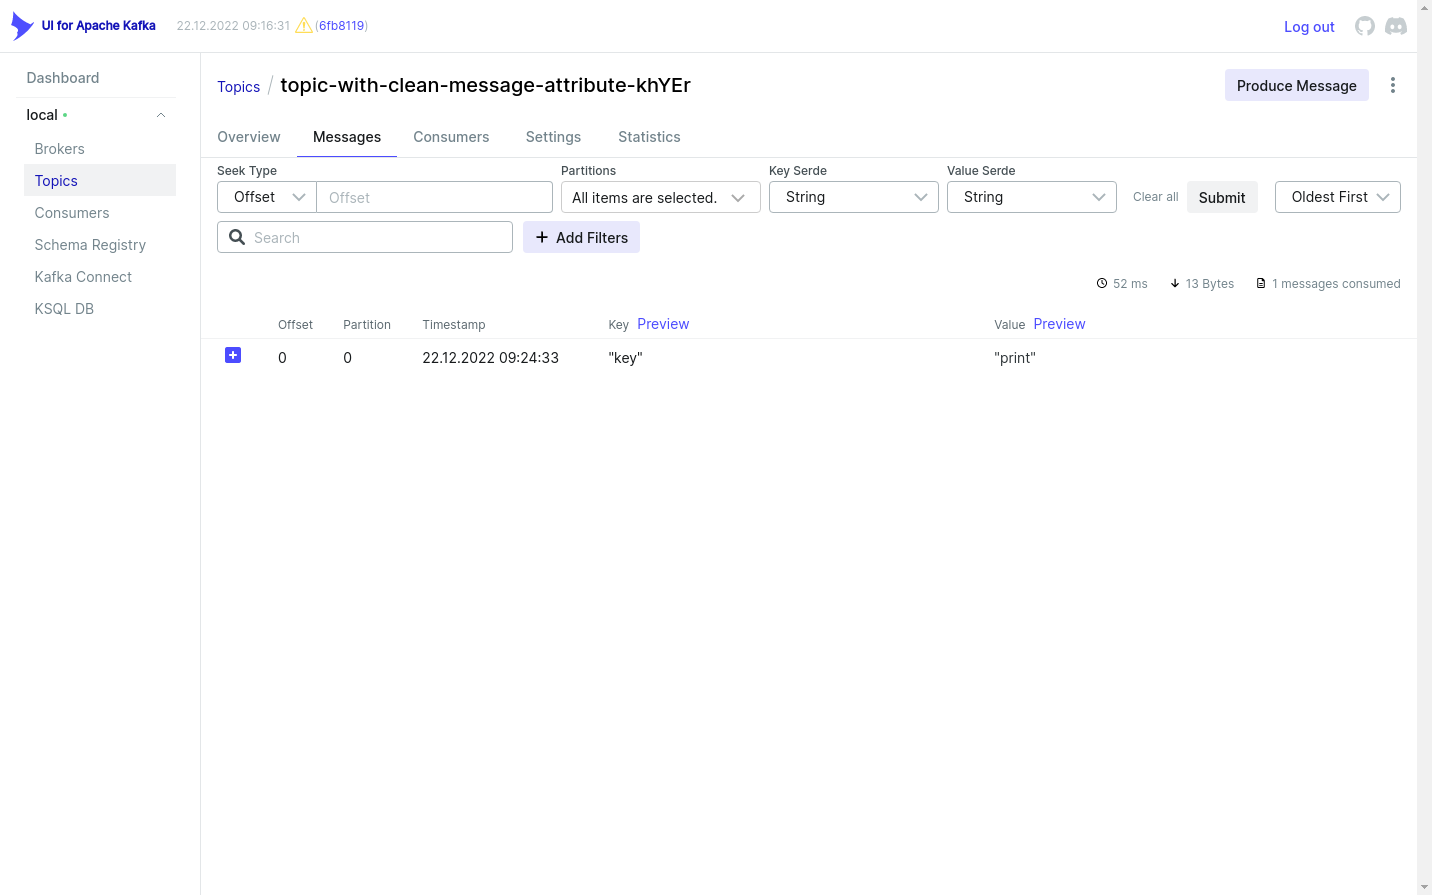 UI for Apache Kafka 22.12.2022 09:16:31 (6fb8119) Log out
Dashboard
local
Brokers
Topics
Consumers
Schema Registry
Kafka Connect
KSQL DB
Topics / topic-with-clean-message-attribute-khYEr Produce Message
Overview Messages Consumers Settings Statistics
Seek Type Partitions Key Serde Value Serde
Offset Offset All items are selected. String String Clear all Submit Oldest First
Search Add Filters
52 ms 13 Bytes 1 messages consumed
Offset Partition Timestamp Key Preview Value Preview
0 0 22.12.2022 09:24:33 "key" "print"